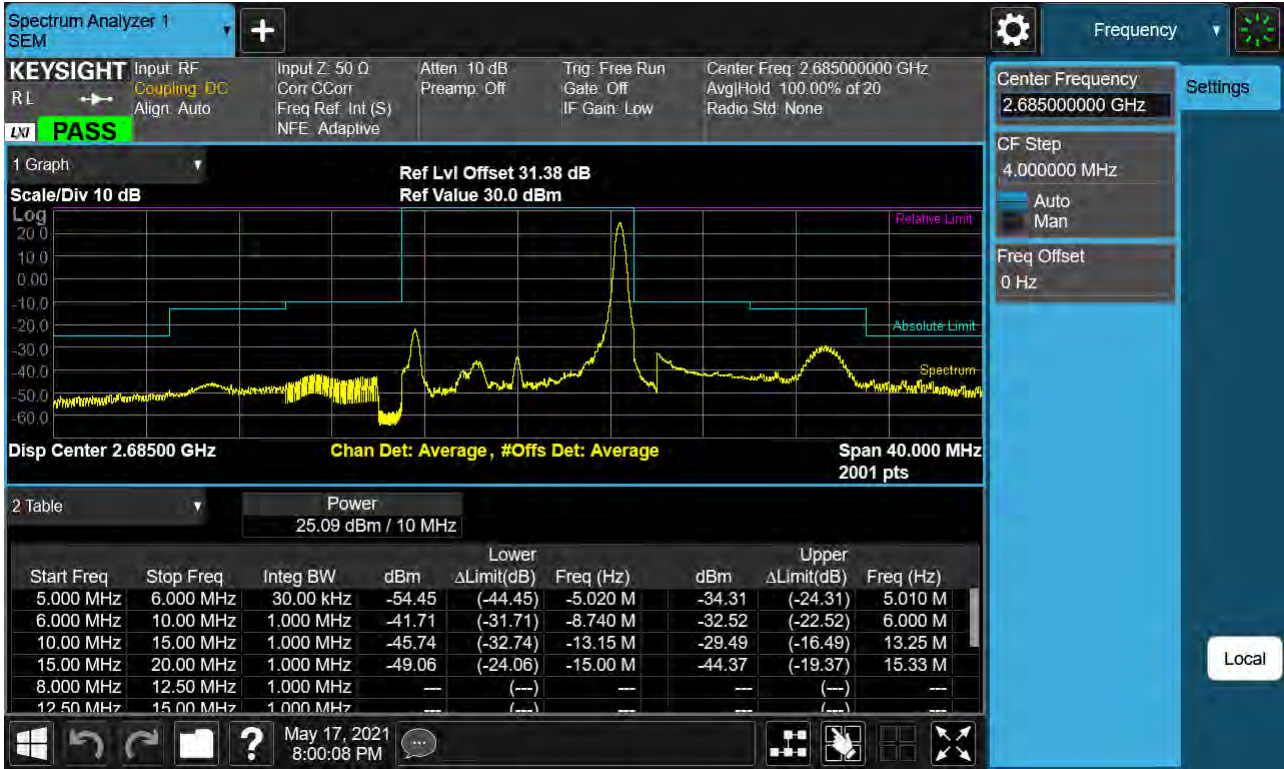 Spectrum Analyzer 1
SEM
Frequency
KEYSIGHT
R L
LXI
PASS
Input: RF
Coupling: DC
Align: Auto
Input Z: 50 Ω
Corr CCorr
Freq Ref: Int (S)
NFE: Adaptive
Atten: 10 dB
Preamp: Off
Trig: Free Run
Gate: Off
IF Gain: Low
Center Freq: 2.685000000 GHz
Avg|Hold: 100.00% of 20
Radio Std: None
Center Frequency
2.685000000 GHz
Settings
CF Step
4.000000 MHz
Auto
Man
Freq Offset
0 Hz
1 Graph
Scale/Div 10 dB
Ref Lvl Offset 31.38 dB
Ref Value 30.0 dBm
Log
20.0
10.0
0.00
-10.0
-20.0
-30.0
-40.0
-50.0
-60.0
Relative Limit
Absolute Limit
Spectrum
Disp Center 2.68500 GHz
Chan Det: Average, #Offs Det: Average
Span 40.000 MHz
2001 pts
2 Table
Power
25.09 dBm / 10 MHz
Lower Upper
Start Freq Stop Freq Integ BW dBm ΔLimit(dB) Freq (Hz) dBm ΔLimit(dB) Freq (Hz)
5.000 MHz 6.000 MHz 30.00 kHz -54.45 (-44.45) -5.020 M -34.31 (-24.31) 5.010 M
6.000 MHz 10.00 MHz 1.000 MHz -41.71 (-31.71) -8.740 M -32.52 (-22.52) 6.000 M
10.00 MHz 15.00 MHz 1.000 MHz -45.74 (-32.74) -13.15 M -29.49 (-16.49) 13.25 M
15.00 MHz 20.00 MHz 1.000 MHz -49.06 (-24.06) -15.00 M -44.37 (-19.37) 15.33 M
8.000 MHz 12.50 MHz 1.000 MHz --- (---) --- --- (---) ---
12.50 MHz 15.00 MHz 1.000 MHz --- (---) --- --- (---) ---
Local
?
May 17, 2021
8:00:08 PM